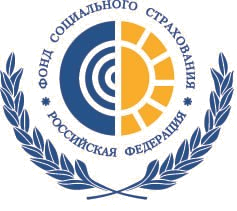 ФОНД СОЦИАЛЬНОГО СТРАХОВАНИЯ
РОССИЙСКАЯ ФЕДЕРАЦИЯ